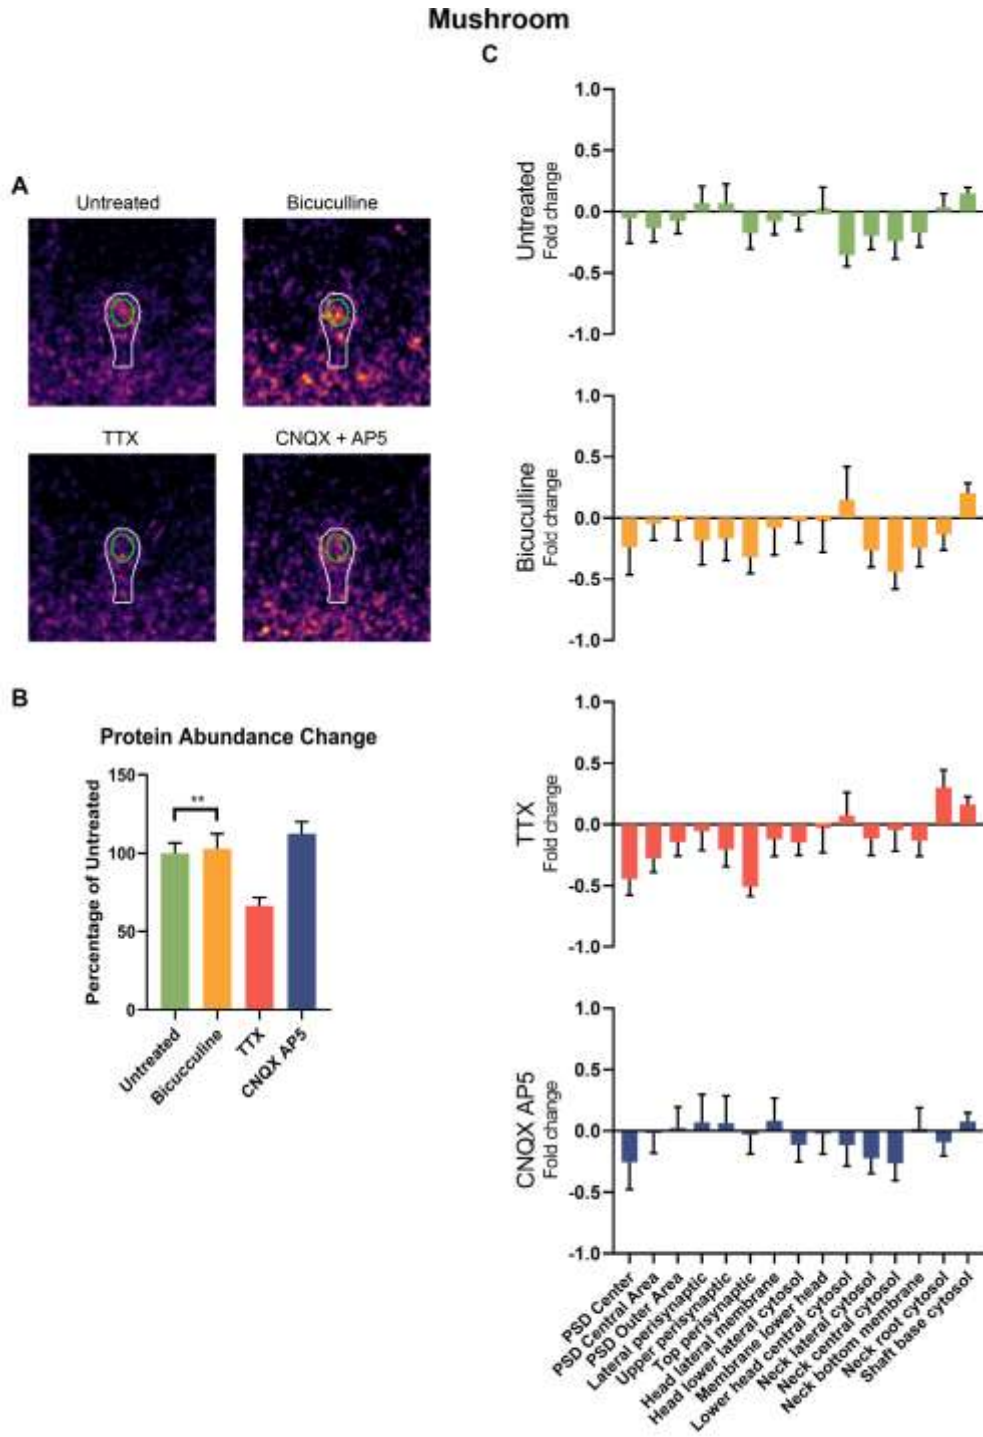 Mushroom
A
Untreated
Bicuculline
TTX
CNQX + AP5
B
Protein Abundance Change
Percentage of Untreated
150
100
50
0
**
Untreated
Bicucculine
TTX
CNQX AP5
C
Untreated
Fold change
1.0
0.5
0.0
-0.5
-1.0
Bicuculline
Fold change
1.0
0.5
0.0
-0.5
-1.0
TTX
Fold change
1.0
0.5
0.0
-0.5
-1.0
CNQX AP5
Fold change
1.0
0.5
0.0
-0.5
-1.0
PSD Center
PSD Central Area
PSD Outer Area
Lateral perisynaptic
Upper perisynaptic
Top perisynaptic
Head lateral membrane
Head lower lateral cytosol
Membrane lower head
Lower head central cytosol
Neck lateral cytosol
Neck central cytosol
Neck bottom membrane
Neck root cytosol
Shaft base cytosol